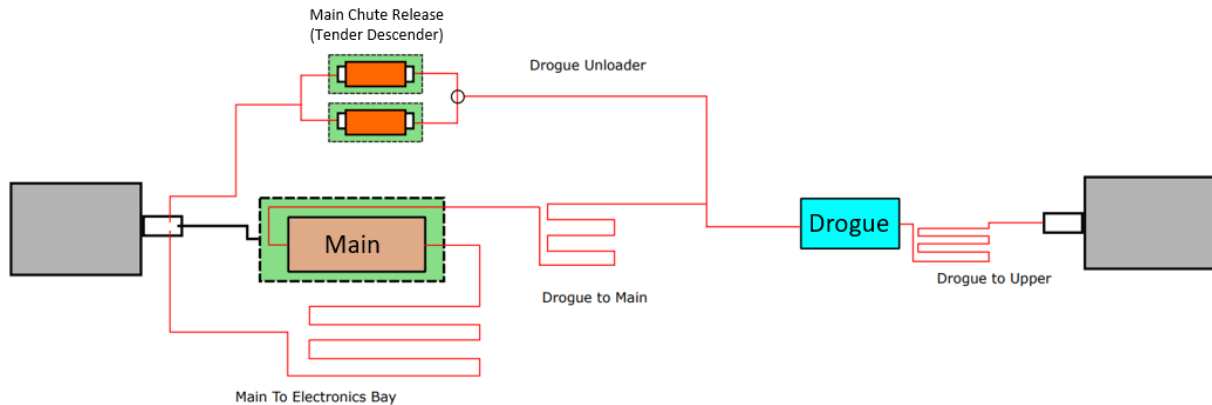 Main Chute Release
(Tender Descender)
Drogue Unloader
Main
Drogue
Drogue to Main
Drogue to Upper
Main To Electronics Bay